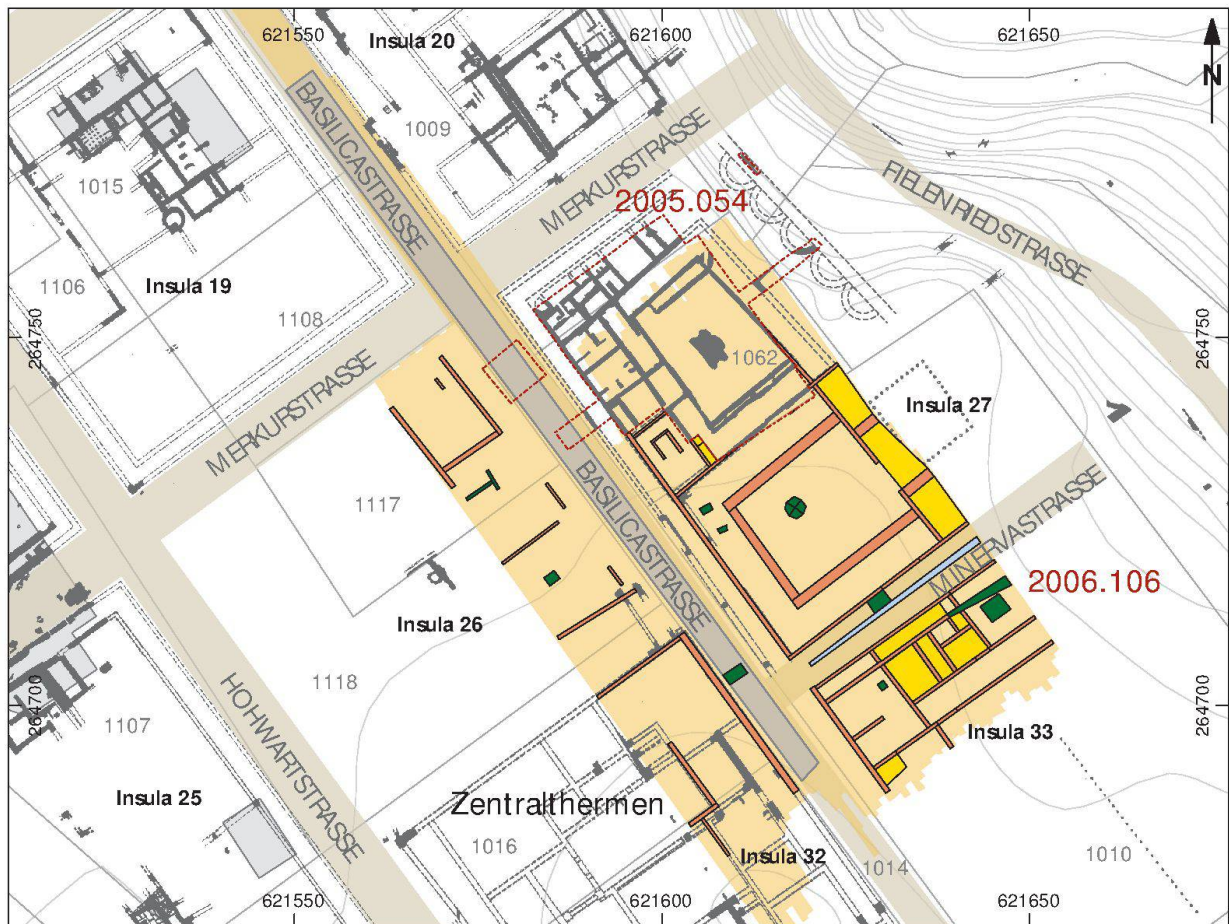 621550
621600
621650
N
Insula 20
BASILICASTRASSE
1009
MERKURSTRASSE
1015
2005.054
FIELENRIEDSTRASSE
1106
Insula 19
1108
264750
264750
1062
MERKURSTRASSE
Insula 27
BASILICASTRASSE
1117
MINERVASTRASSE
2006.106
Insula 26
1118
HOHWARTSTRASSE
264700
264700
1107
Insula 33
Insula 25
Zentralthermen
1016
Insula 32
1014
1010
621550
621600
621650